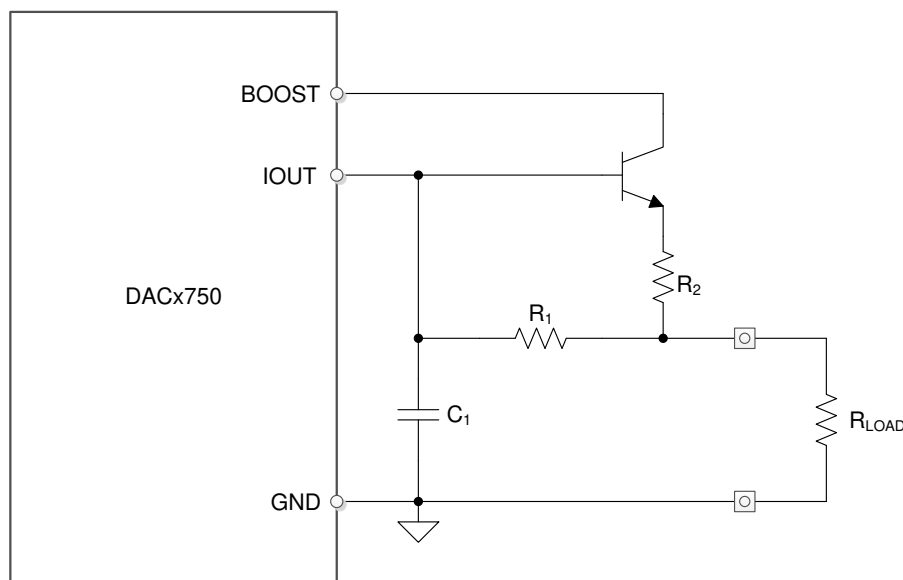 BOOST
IOUT
DACx750
R2
R1
C1
RLOAD
GND